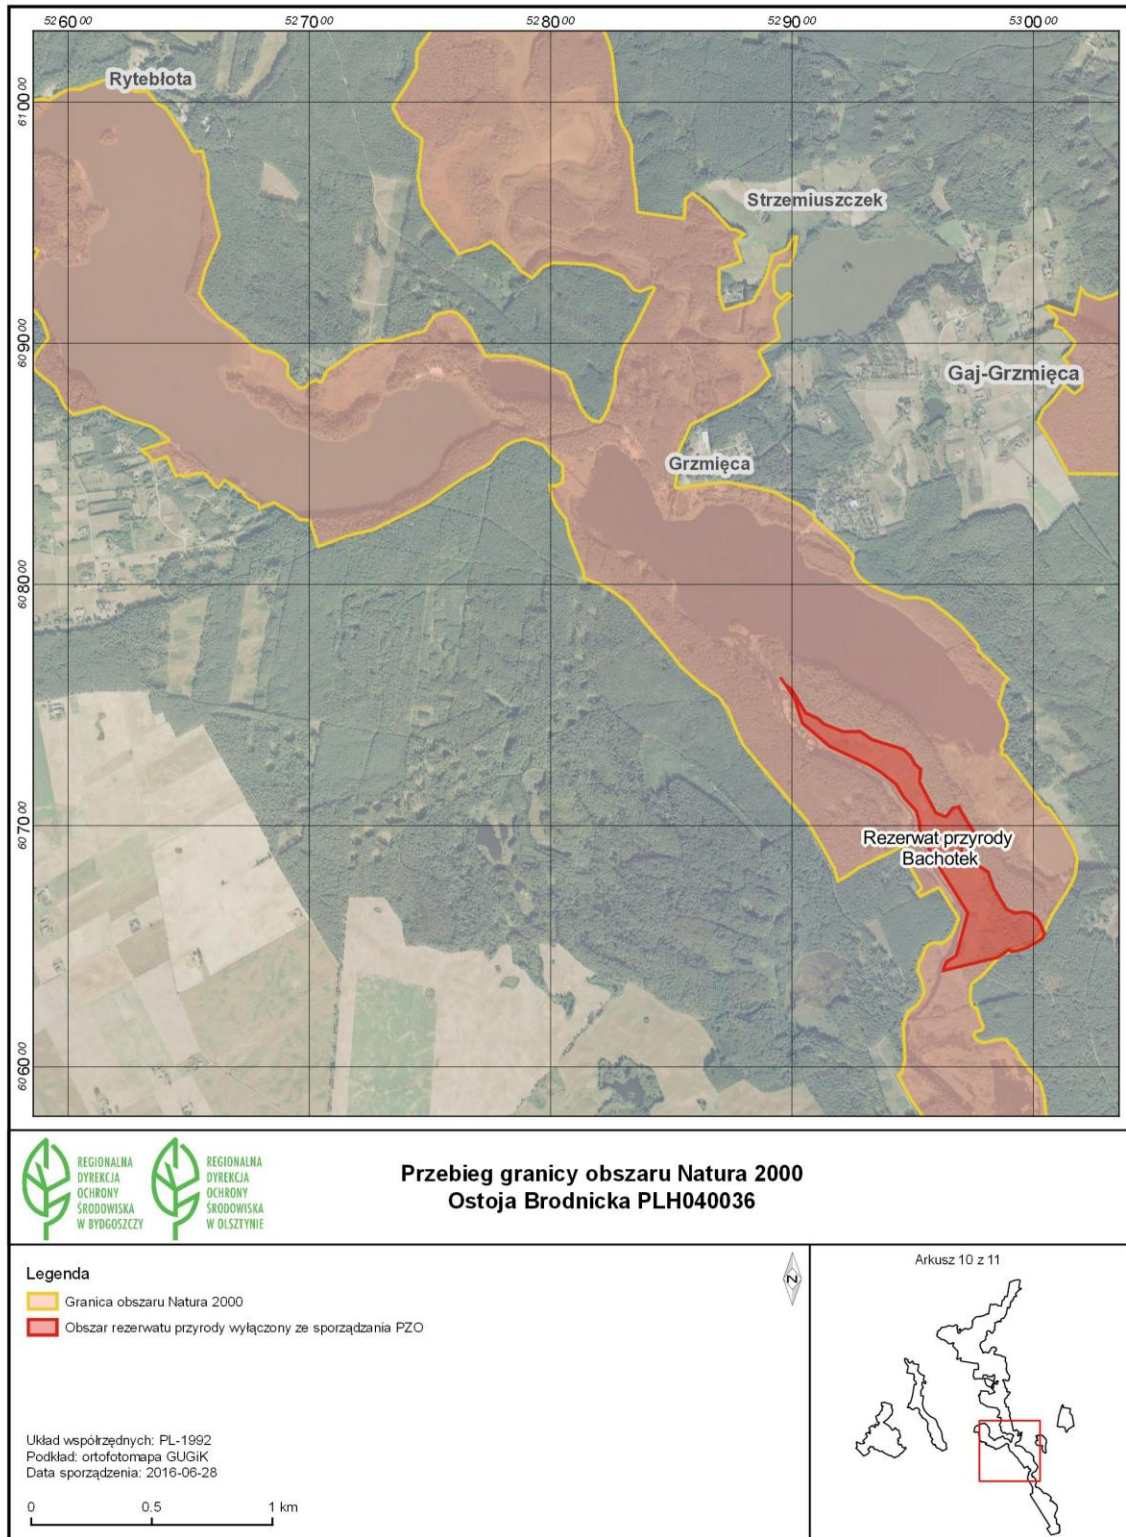 5260 00
5270 00
5280 00
5290 00
5300 00
6100 00
6090 00
6080 00
6070 00
6060 00
Rytebłota
Strzemiuszczek
Gaj-Grzmięca
Grzmięca
Rezerwat przyrody
Bachotek
REGIONALNA
DYREKCJA
OCHRONY
ŚRODOWISKA
W BYDGOSZCZY
REGIONALNA
DYREKCJA
OCHRONY
ŚRODOWISKA
W OLSZTYNIE
Przebieg granicy obszaru Natura 2000
Ostoja Brodnicka PLH040036
Legenda
Granica obszaru Natura 2000
Obszar rezerwatu przyrody wyłączony ze sporządzania PZO
Układ współrzędnych: PL-1992
Podkład: ortofotomapa GUGiK
Data sporządzenia: 2016-06-28
0 0.5 1 km
N
Arkusz 10 z 11